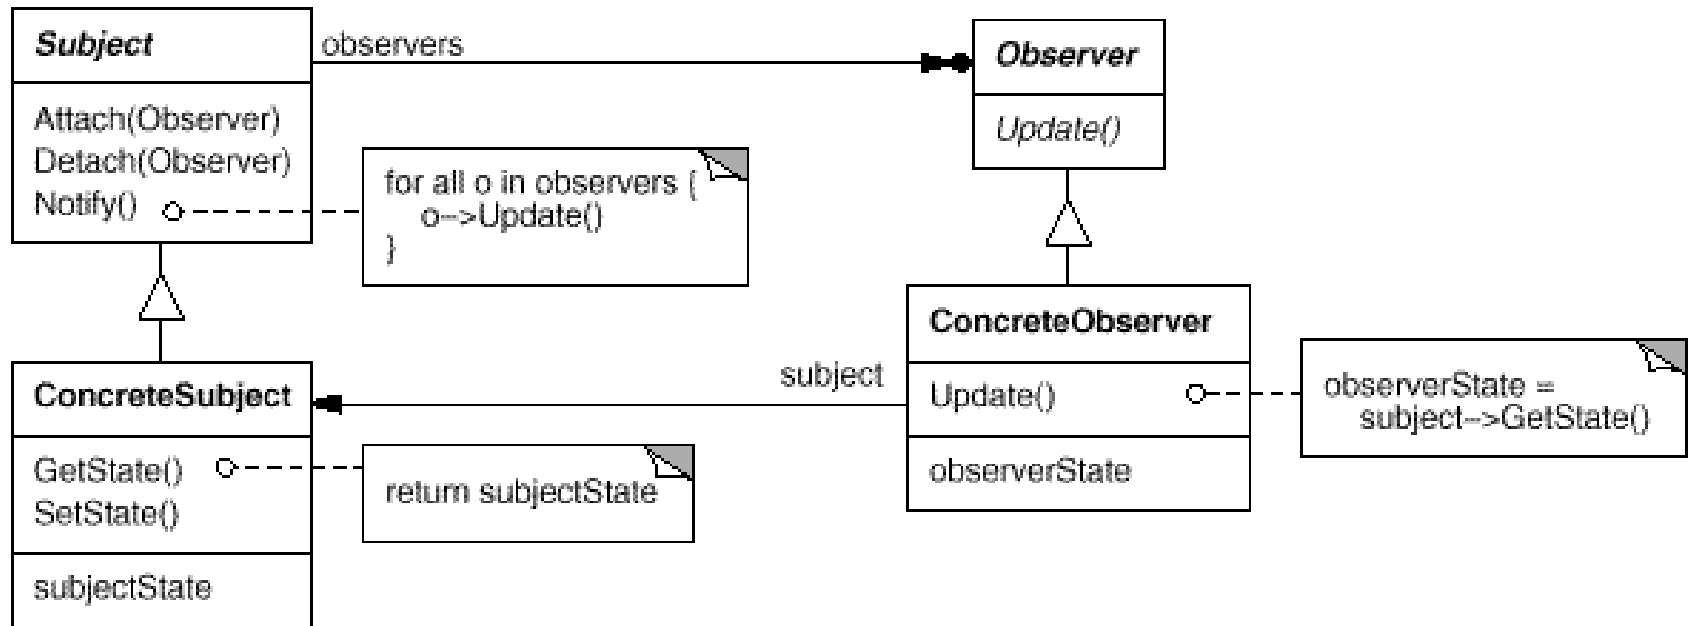 Subject
observers
Observer
Attach(Observer)
Detach(Observer)
Notify()
Update()
for all o in observers {
o–>Update()
}
ConcreteObserver
ConcreteSubject
subject
Update()
observerState =
subject–>GetState()
GetState()
SetState()
return subjectState
observerState
subjectState